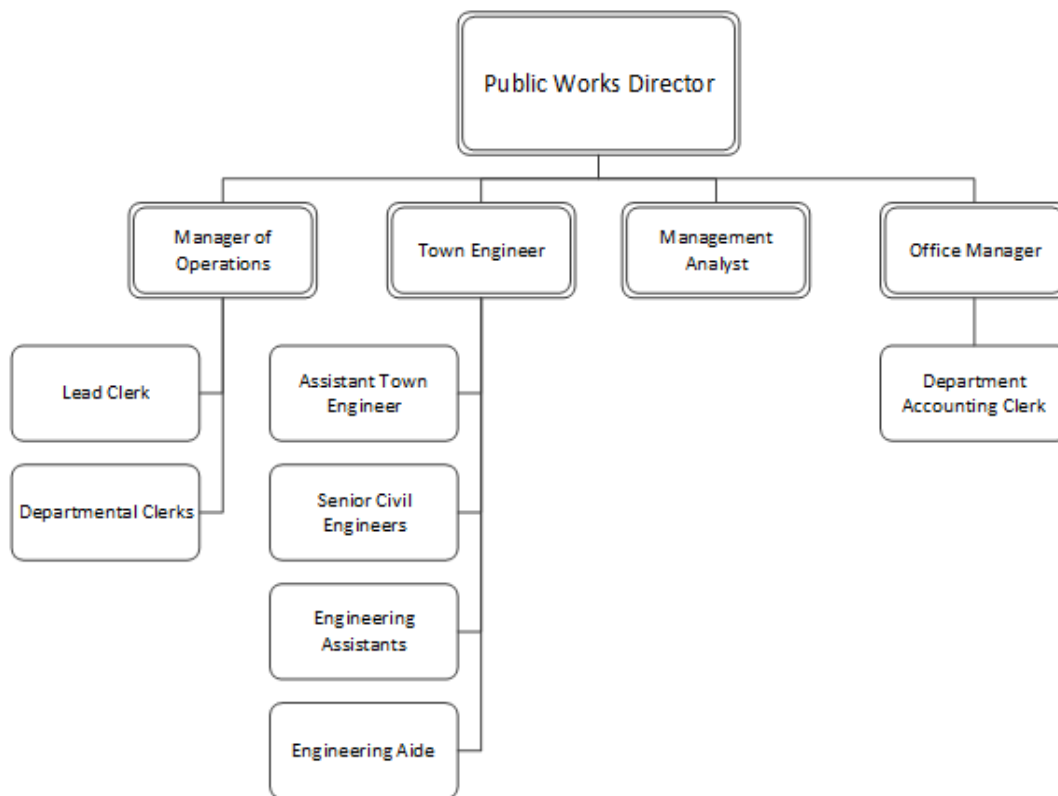 Public Works Director
Manager of
Operations
Town Engineer
Management
Analyst
Office Manager
Lead Clerk
Departmental Clerks
Assistant Town
Engineer
Senior Civil
Engineers
Engineering
Assistants
Engineering Aide
Department
Accounting Clerk